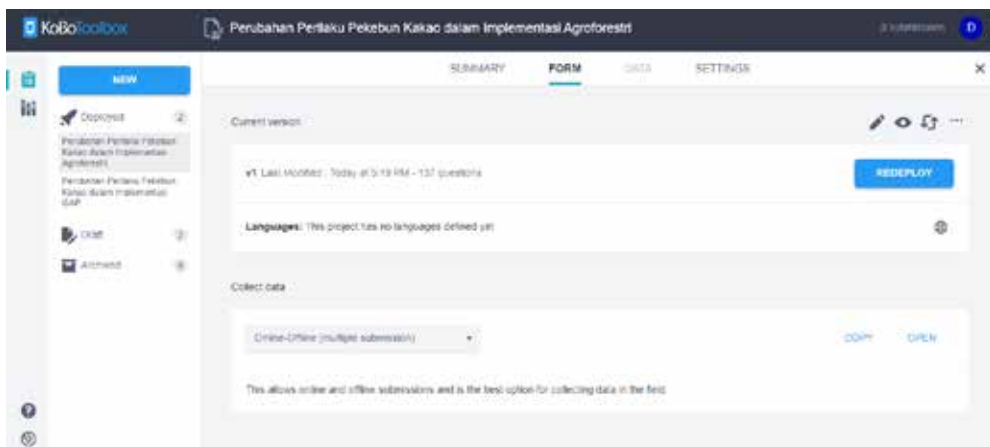 KoBoToolbox
Perubahan Perilaku Pekebun Kakao dalam Implementasi Agroforestri
0 submissions
D
NEW
SUMMARY
FORM
DATA
SETTINGS
Deployed
2
Perubahan Perilaku Pekebun
Kakao dalam Implementasi
Agroforestri
Perubahan Perilaku Pekebun
Kakao dalam Implementasi
GAP
Draft
Archived
Current version
v1 Last Modified : Today at 5:19 PM - 137 questions
REDEPLOY
Languages: This project has no languages defined yet
Collect data
Online-Offline (multiple submission)
COPY
OPEN
This allows online and offline submissions and is the best option for collecting data in the field.